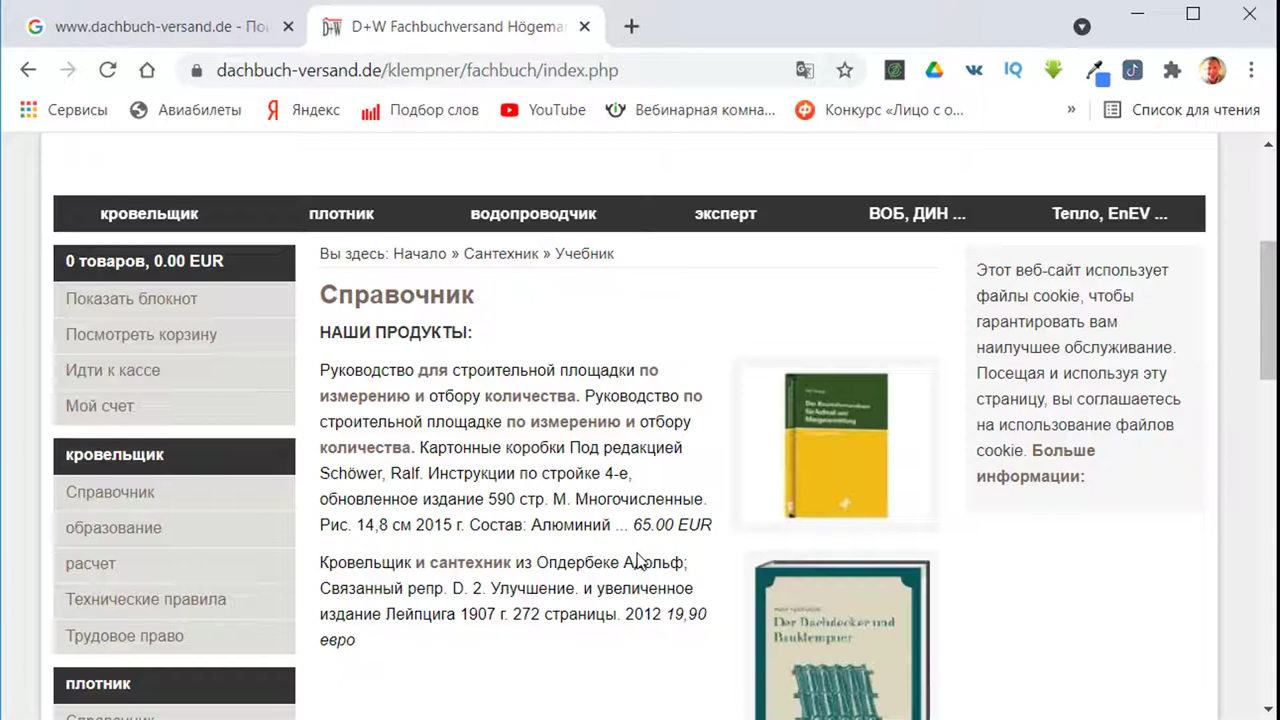 www.dachbuch-versand.de - По
D+W Fachbuchversand Högemar
dachbuch-versand.de/klempner/fachbuch/index.php
Сервисы
Авиабилеты
Яндекс
Подбор слов
YouTube
Вебинарная комна...
Конкурс «Лицо с о...
»
Список для чтения
кровельщик
плотник
водопроводчик
эксперт
ВОБ, ДИН ...
Тепло, EnEV ...
0 товаров, 0.00 EUR
Показать блокнот
Посмотреть корзину
Идти к кассе
Мой счет
кровельщик
Справочник
образование
расчет
Технические правила
Трудовое право
плотник
Справочник
Вы здесь: Начало » Сантехник » Учебник
Справочник
НАШИ ПРОДУКТЫ:
Руководство для строительной площадки по
измерению и отбору количества. Руководство по
строительной площадке по измерению и отбору
количества. Картонные коробки Под редакцией
Schöwer, Ralf. Инструкции по стройке 4-е,
обновленное издание 590 стр. М. Многочисленные.
Рис. 14,8 см 2015 г. Состав: Алюминий ... 65.00 EUR
Кровельщик и сантехник из Опдербеке Адольф;
Связанный репр. D. 2. Улучшение. и увеличенное
издание Лейпцига 1907 г. 272 страницы. 2012 19,90
евро
Der Dachdecker und
Bauklempner
Этот веб-сайт использует
файлы cookie, чтобы
гарантировать вам
наилучшее обслуживание.
Посещая и используя эту
страницу, вы соглашаетесь
на использование файлов
cookie. Больше
информации: